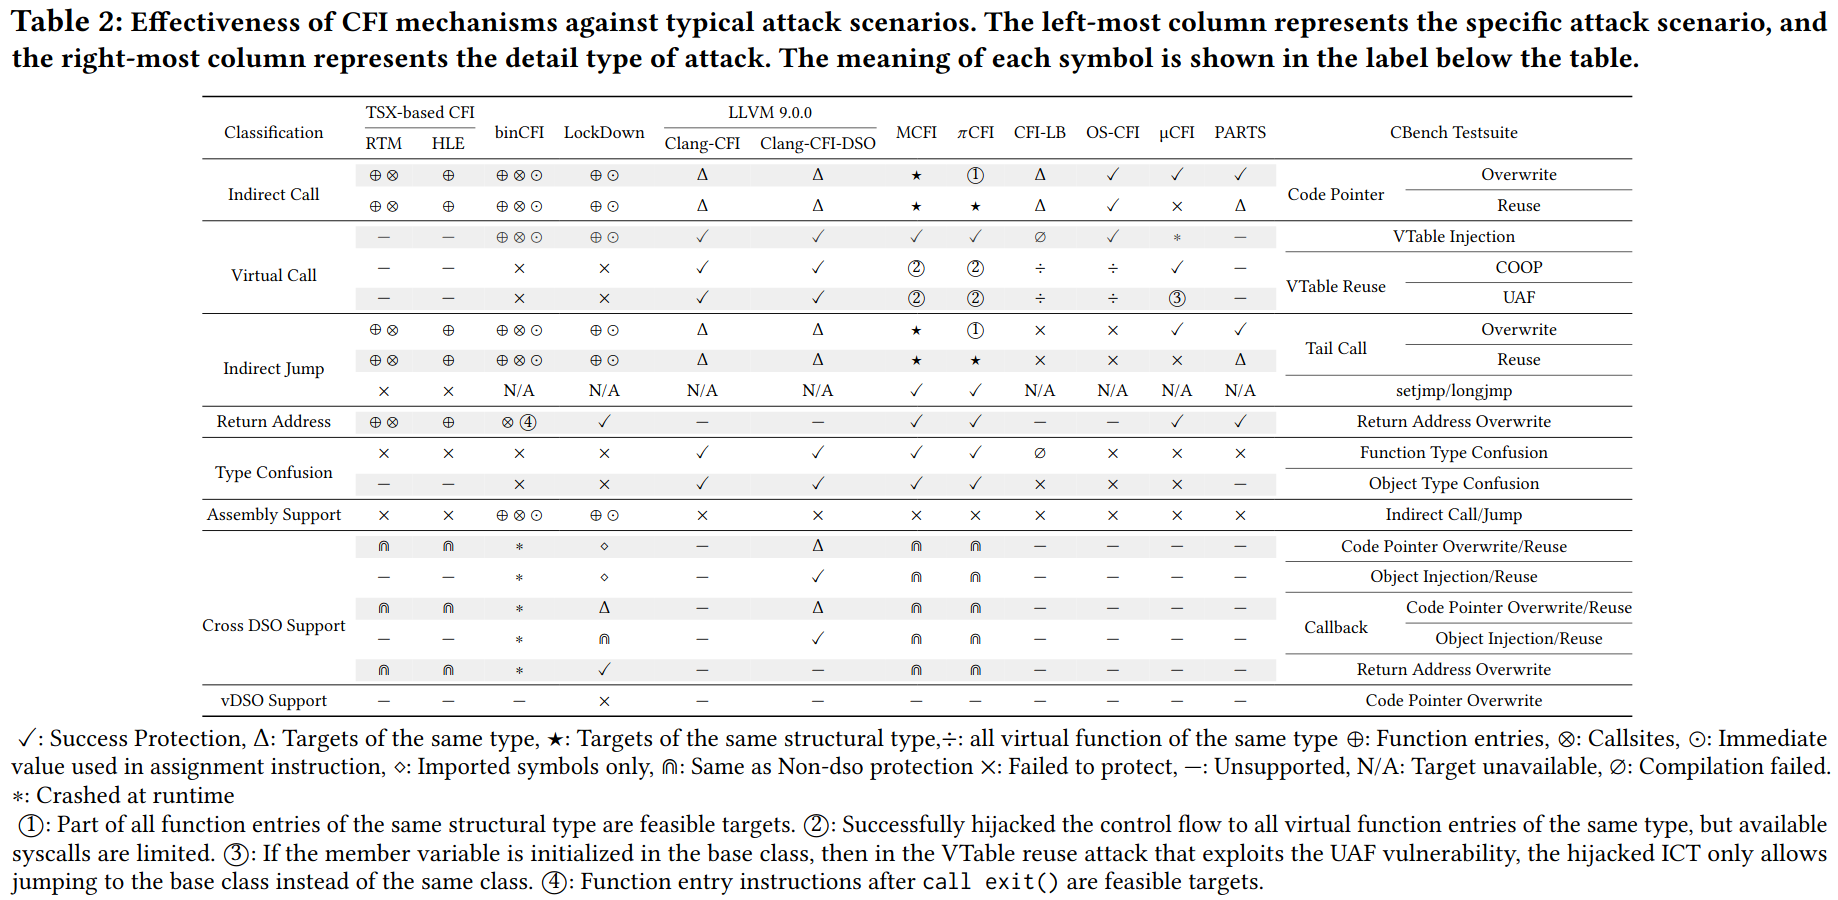 Table 2: Effectiveness of CFI mechanisms against typical attack scenarios. The left-most column represents the specific attack scenario, and
the right-most column represents the detail type of attack. The meaning of each symbol is shown in the label below the table.
Classification TSX-based CFI binCFI LockDown LLVM 9.0.0 MCFI πCFI CFI-LB OS-CFI μCFI PARTS CBench Testsuite
RTM HLE Clang-CFI Clang-CFI-DSO
Indirect Call
⊕ ⊗ ⊕ ⊕ ⊗ ⊙ ⊕ ⊙ Δ Δ ★ ① Δ ✓ ✓ ✓ Code Pointer Overwrite
⊕ ⊗ ⊕ ⊕ ⊗ ⊙ ⊕ ⊙ Δ Δ ★ ★ Δ ✓ × Δ Reuse
Virtual Call
— — ⊕ ⊗ ⊙ ⊕ ⊙ ✓ ✓ ✓ ✓ ∅ ✓ * — VTable Injection
— — × × ✓ ✓ ② ② ÷ ÷ ✓ — VTable Reuse COOP
— — × × ✓ ✓ ② ② ÷ ÷ ③ — UAF
Indirect Jump
⊕ ⊗ ⊕ ⊕ ⊗ ⊙ ⊕ ⊙ Δ Δ ★ ① × × ✓ ✓ Tail Call Overwrite
⊕ ⊗ ⊕ ⊕ ⊗ ⊙ ⊕ ⊙ Δ Δ ★ ★ × × × Δ Reuse
× × N/A N/A N/A N/A ✓ ✓ N/A N/A N/A N/A setjmp/longjmp
Return Address ⊕ ⊗ ⊕ ⊗ ④ ✓ — — ✓ ✓ — — ✓ ✓ Return Address Overwrite
Type Confusion
× × × × ✓ ✓ ✓ ✓ ∅ × × × Function Type Confusion
— — × × ✓ ✓ ✓ ✓ × × × — Object Type Confusion
Assembly Support × × ⊕ ⊗ ⊙ ⊕ ⊙ × × × × × × × × Indirect Call/Jump
Cross DSO Support
⋒ ⋒ * ⋄ — Δ ⋒ ⋒ — — — — Code Pointer Overwrite/Reuse
— — * ⋄ — ✓ ⋒ ⋒ — — — — Object Injection/Reuse
⋒ ⋒ * Δ — Δ ⋒ ⋒ — — — — Callback Code Pointer Overwrite/Reuse
— — * ⋒ — ✓ ⋒ ⋒ — — — — Object Injection/Reuse
⋒ ⋒ * ✓ — — ⋒ ⋒ — — — — Return Address Overwrite
vDSO Support — — — × — — — — — — — — Code Pointer Overwrite
✓: Success Protection, Δ: Targets of the same type, ★: Targets of the same structural type,÷: all virtual function of the same type ⊕: Function entries, ⊗: Callsites, ⊙: Immediate
value used in assignment instruction, ⋄: Imported symbols only, ⋒: Same as Non-dso protection ×: Failed to protect, —: Unsupported, N/A: Target unavailable, ∅: Compilation failed.
*: Crashed at runtime
①: Part of all function entries of the same structural type are feasible targets. ②: Successfully hijacked the control flow to all virtual function entries of the same type, but available
syscalls are limited. ③: If the member variable is initialized in the base class, then in the VTable reuse attack that exploits the UAF vulnerability, the hijacked ICT only allows
jumping to the base class instead of the same class. ④: Function entry instructions after call exit() are feasible targets.